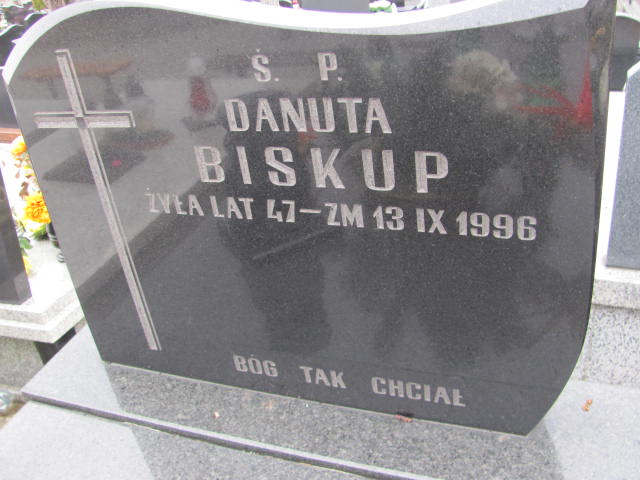 Ś. P.
DANUTA
BISKUP
ŻYŁA LAT 47 – ZM 13 IX 1996
BÓG TAK CHCIAŁ